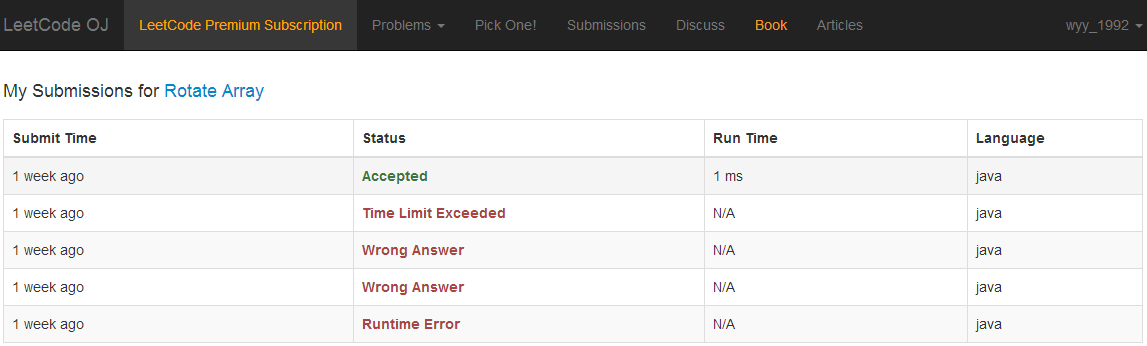 LeetCode OJ LeetCode Premium Subscription Problems Pick One! Submissions Discuss Book Articles wyy_1992
My Submissions for Rotate Array
Submit Time Status Run Time Language
1 week ago Accepted 1 ms java
1 week ago Time Limit Exceeded N/A java
1 week ago Wrong Answer N/A java
1 week ago Wrong Answer N/A java
1 week ago Runtime Error N/A java